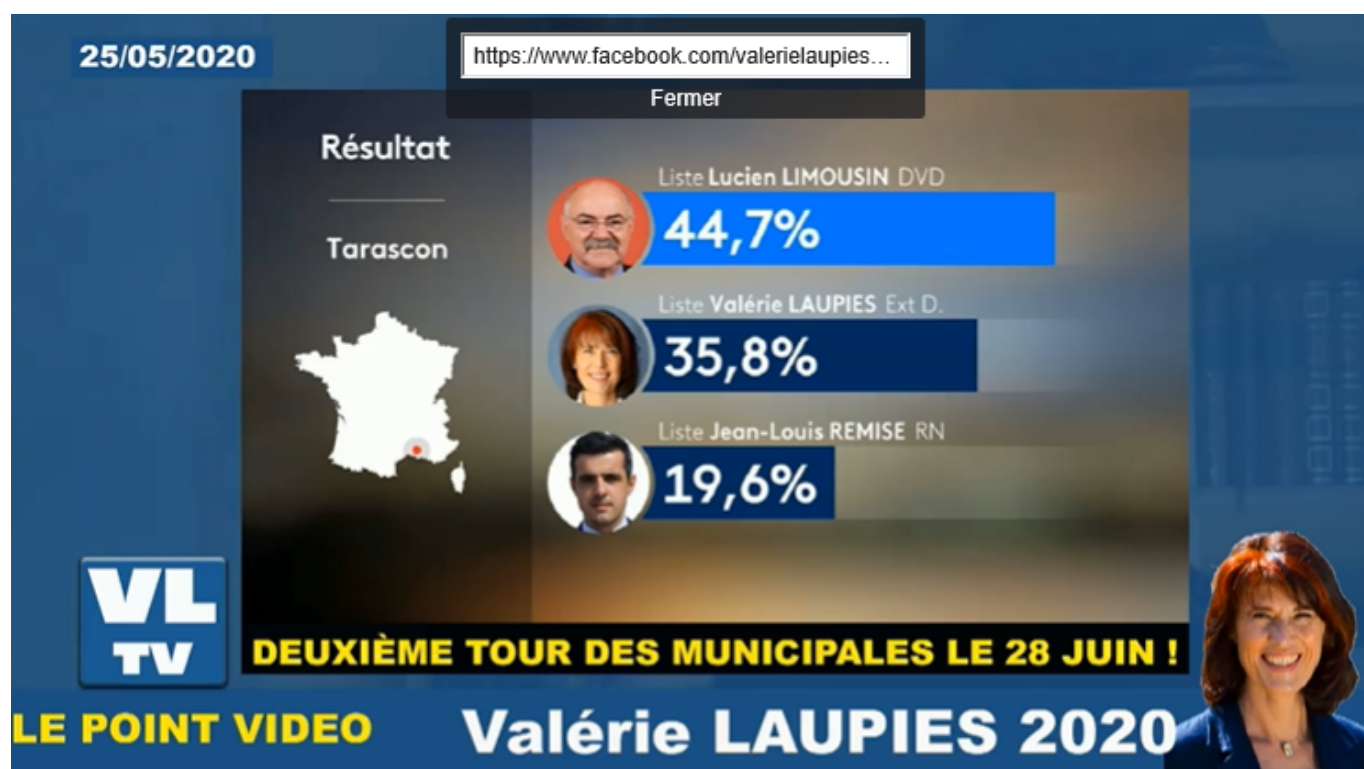 25/05/2020
https://www.facebook.com/valerielaupies...
Fermer
Résultat
Tarascon
Liste Lucien LIMOUSIN DVD
44,7%
Liste Valérie LAUPIES Ext D.
35,8%
Liste Jean-Louis REMISE RN
19,6%
VL
TV
DEUXIÈME TOUR DES MUNICIPALES LE 28 JUIN !
LE POINT VIDEO
Valérie LAUPIES 2020